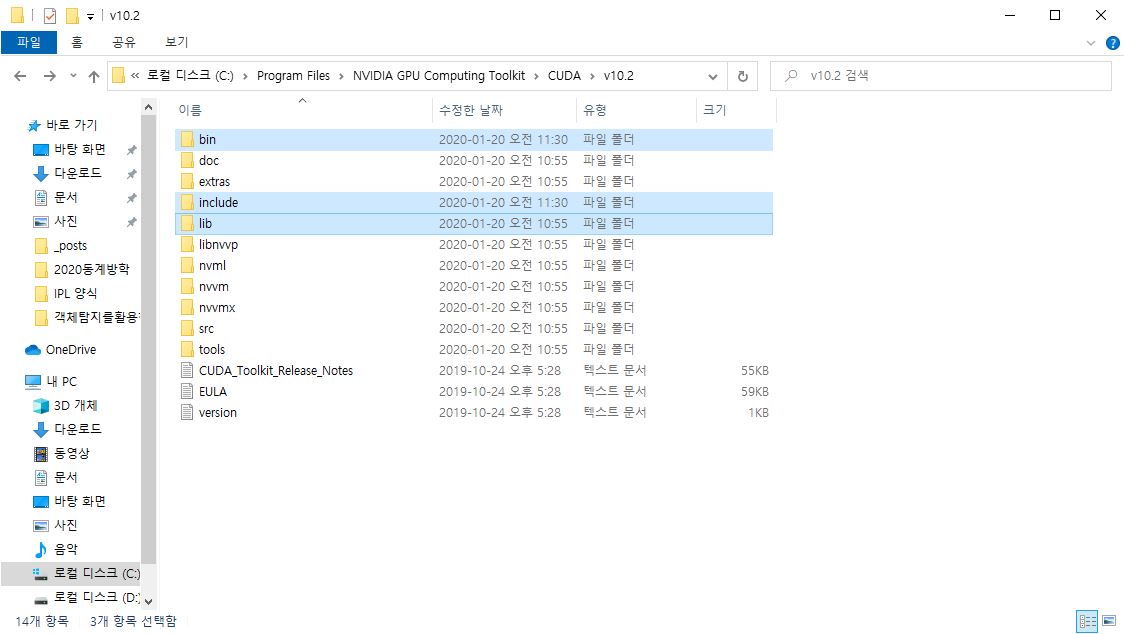 v10.2
파일 홈 공유 보기
« 로컬 디스크 (C:) › Program Files › NVIDIA GPU Computing Toolkit › CUDA › v10.2
v10.2 검색
바로 가기
바탕 화면
다운로드
문서
사진
_posts
2020동계방학
IPL 양식
객체탐지를활용
OneDrive
내 PC
3D 개체
다운로드
동영상
문서
바탕 화면
사진
음악
로컬 디스크 (C:)
로컬 디스크 (D:)
이름 수정한 날짜 유형 크기
bin 2020-01-20 오전 11:30 파일 폴더
doc 2020-01-20 오전 10:55 파일 폴더
extras 2020-01-20 오전 10:55 파일 폴더
include 2020-01-20 오전 11:30 파일 폴더
lib 2020-01-20 오전 10:55 파일 폴더
libnvvp 2020-01-20 오전 10:55 파일 폴더
nvml 2020-01-20 오전 10:55 파일 폴더
nvvm 2020-01-20 오전 10:55 파일 폴더
nvvmx 2020-01-20 오전 10:55 파일 폴더
src 2020-01-20 오전 10:55 파일 폴더
tools 2020-01-20 오전 10:55 파일 폴더
CUDA_Toolkit_Release_Notes 2019-10-24 오후 5:28 텍스트 문서 55KB
EULA 2019-10-24 오후 5:28 텍스트 문서 59KB
version 2019-10-24 오후 5:28 텍스트 문서 1KB
14개 항목 3개 항목 선택함